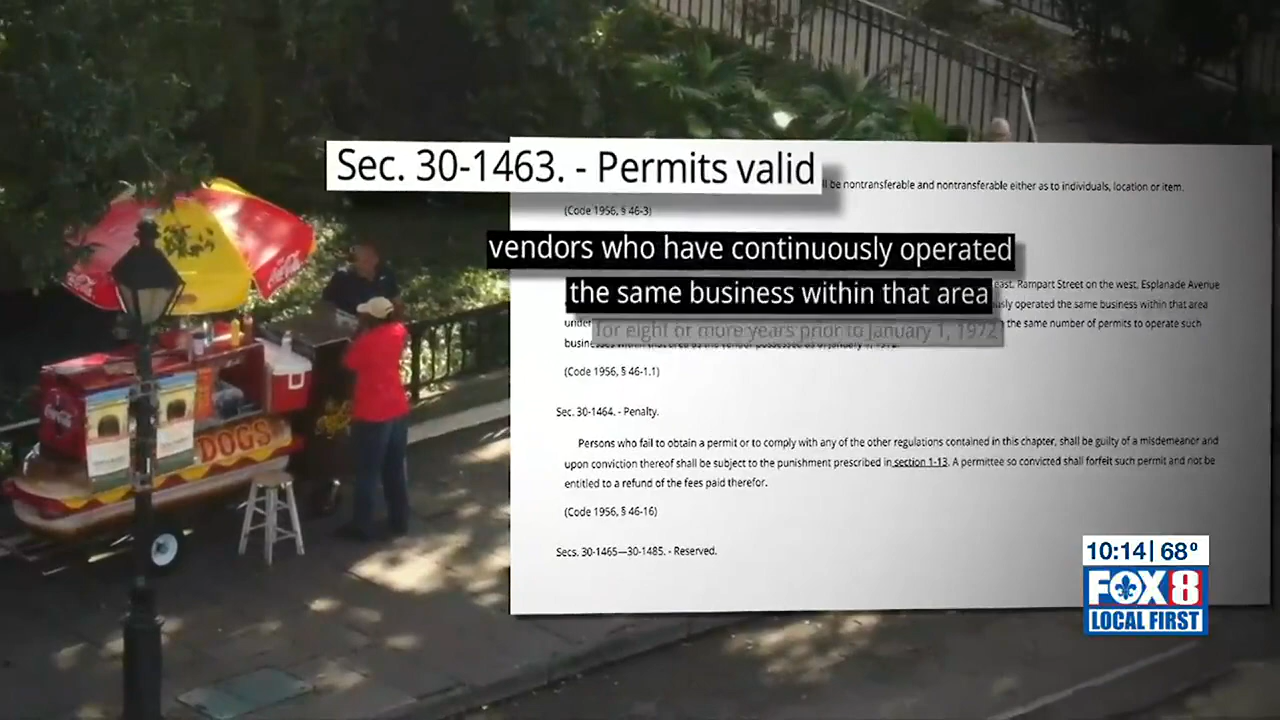 Sec. 30-1463. - Permits valid
be nontransferable and nontransferable either as to individuals, location or item.
(Code 1956, § 46-3)
vendors who have continuously operated
the same business within that area
for eight or more years prior to January 1, 1972
east, Rampart Street on the west, Esplanade Avenue
operated the same business within that area
under
the same number of permits to operate such
(Code 1956, § 46-1.1)
Sec. 30-1464. - Penalty.
Persons who fail to obtain a permit or to comply with any of the other regulations contained in this chapter, shall be guilty of a misdemeanor and
upon conviction thereof shall be subject to the punishment prescribed in section 1-13. A permittee so convicted shall forfeit such permit and not be
entitled to a refund of the fees paid therefor.
(Code 1956, § 46-16)
Secs. 30-1465—30-1485. - Reserved.
DOGS
Coca-Cola
10:14| 68º
FOX 8
LOCAL FIRST